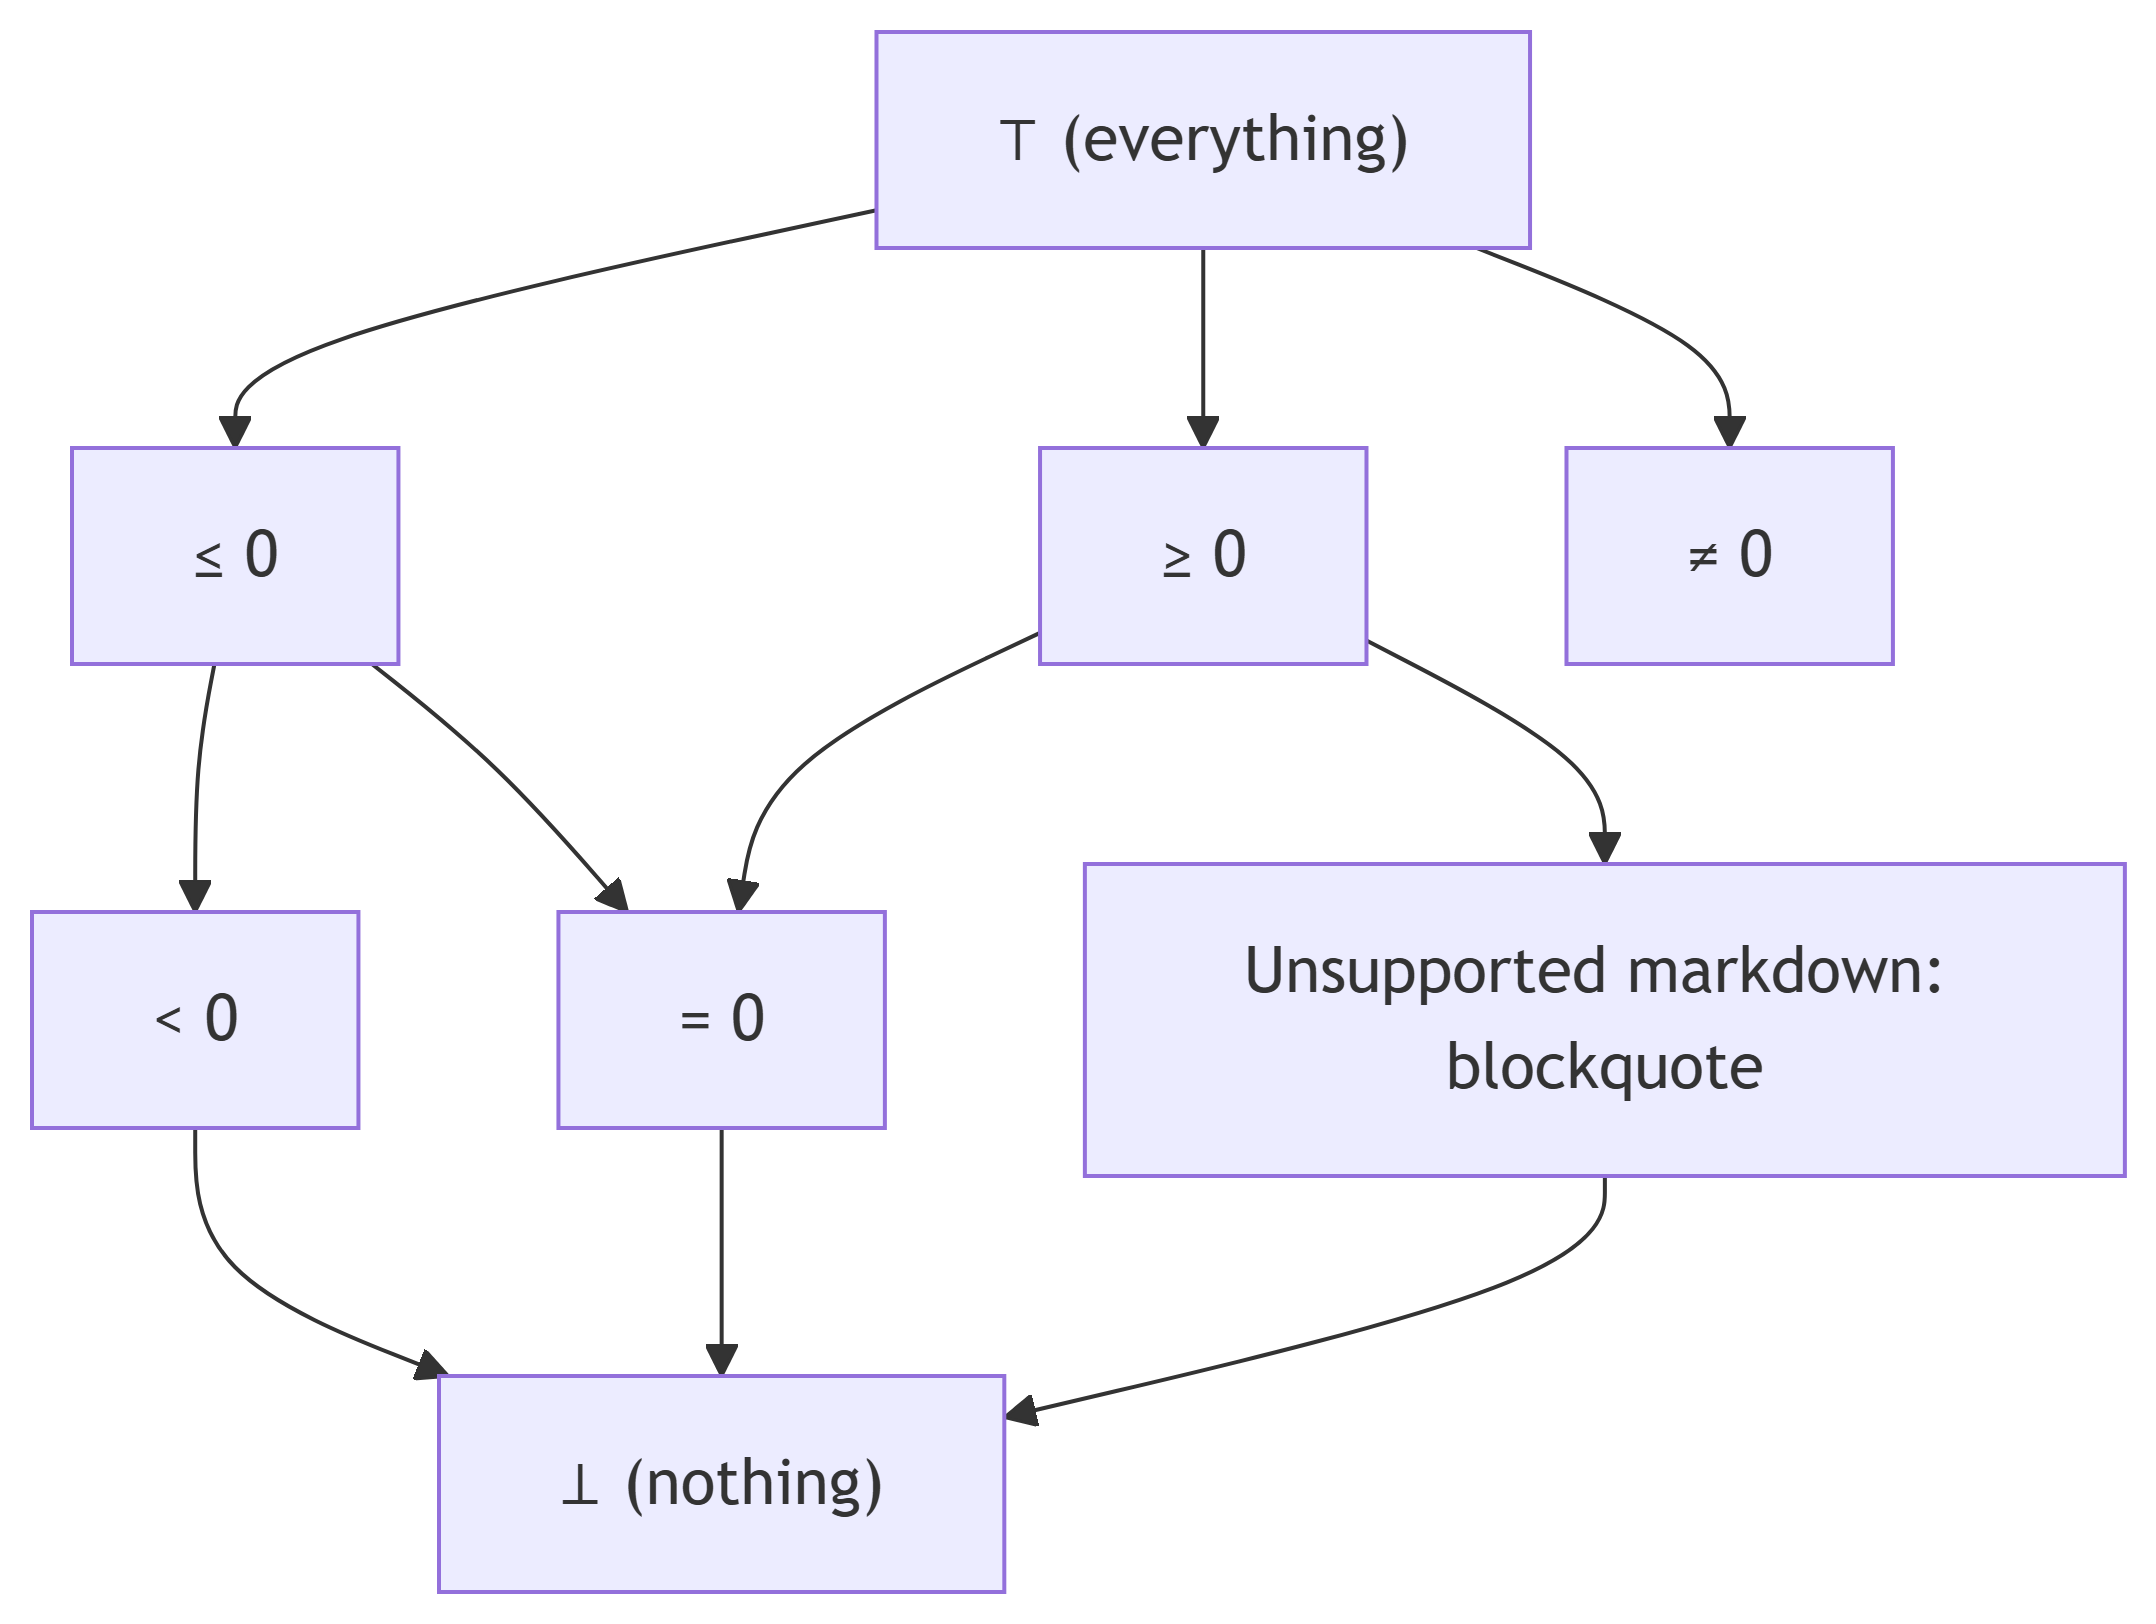 ⊤ (everything)
≤ 0
≥ 0
≠ 0
< 0
= 0
Unsupported markdown:
blockquote
⊥ (nothing)